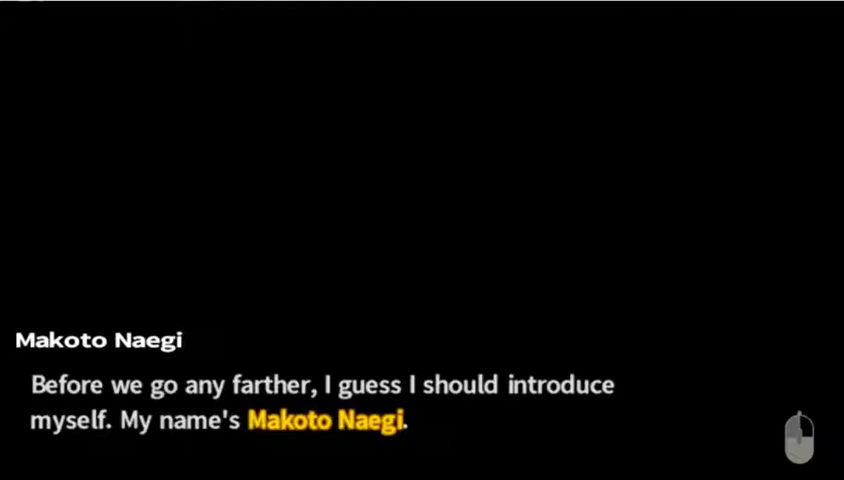 Makoto Naegi
Before we go any farther, I guess I should introduce
myself. My name's Makoto Naegi.